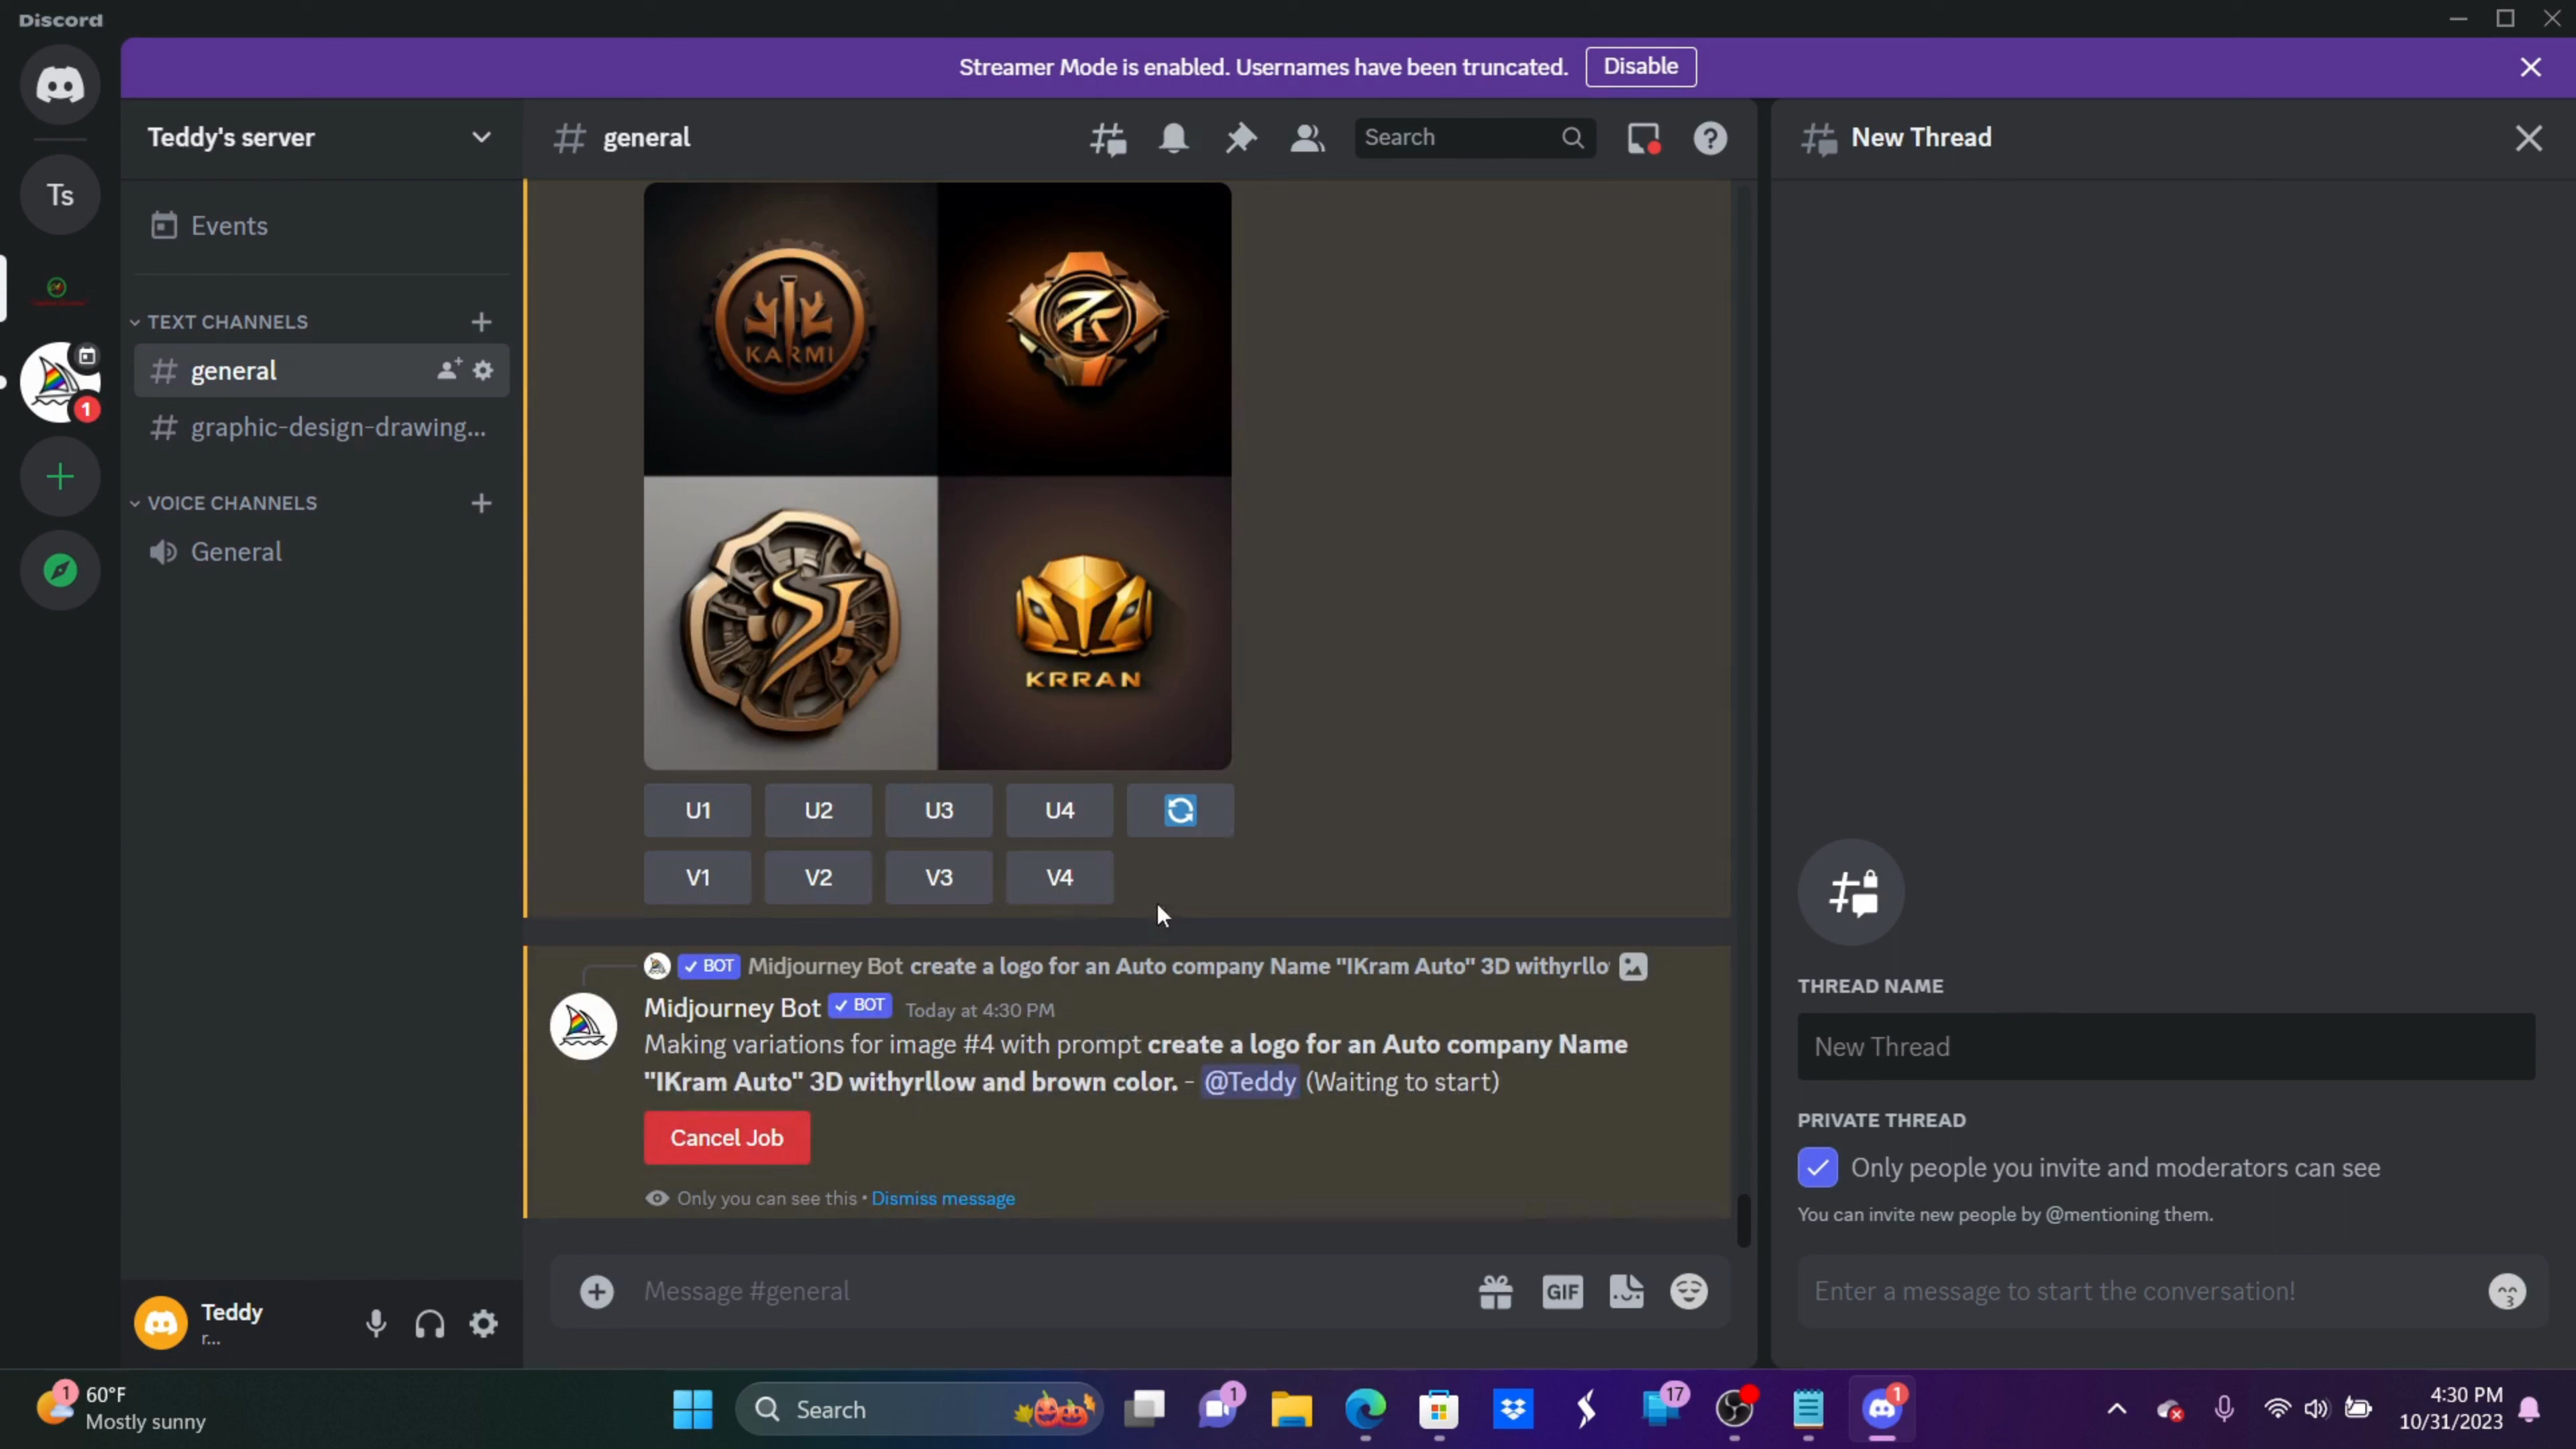 Discord
Streamer Mode is enabled. Usernames have been truncated.
Disable
Teddy's server
general
Search
New Thread
Ts
Events
TEXT CHANNELS
general
1
graphic-design-drawing...
VOICE CHANNELS
General
KARMI
KRRAN
U1
U2
U3
U4
V1
V2
V3
V4
BOT Midjourney Bot create a logo for an Auto company Name "IKram Auto" 3D withyrllo
Midjourney Bot BOT Today at 4:30 PM
Making variations for image #4 with prompt create a logo for an Auto company Name
"IKram Auto" 3D withyrllow and brown color. - @Teddy (Waiting to start)
Cancel Job
Only you can see this • Dismiss message
Message #general
GIF
THREAD NAME
New Thread
PRIVATE THREAD
Only people you invite and moderators can see
You can invite new people by @mentioning them.
Enter a message to start the conversation!
Teddy
r...
1
60°F
Mostly sunny
Search
1
17
1
4:30 PM
10/31/2023